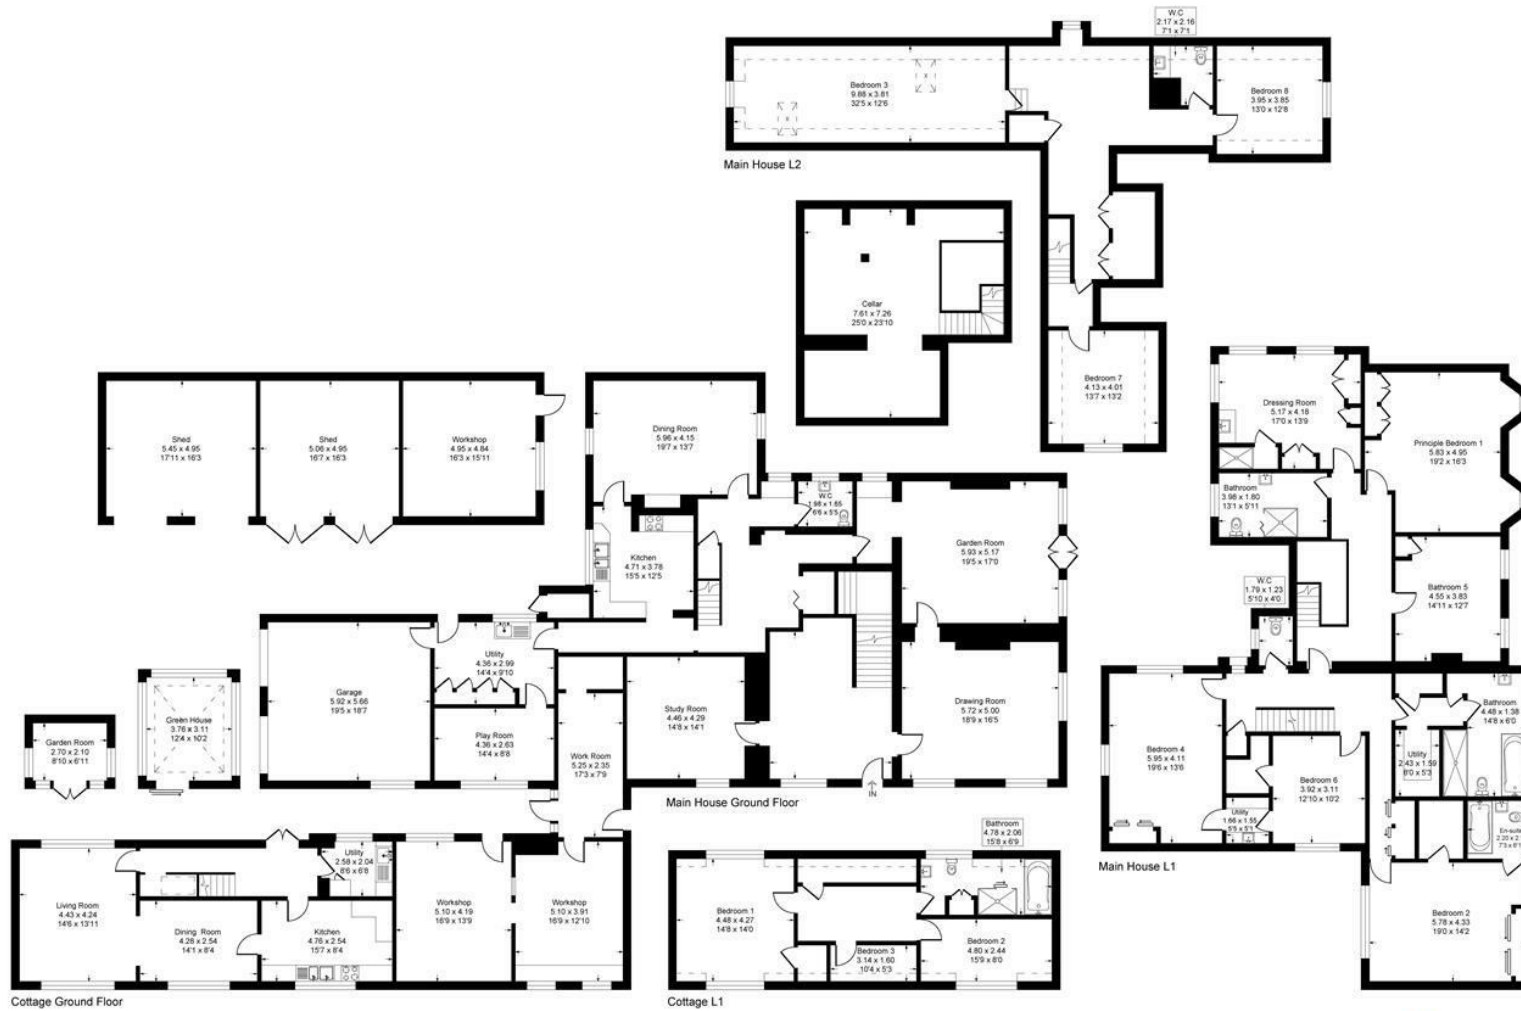 W.C
2.17 x 2.16
7'1 x 7'1
Bedroom 3
9.88 x 3.81
32'5 x 12'6
Bedroom 8
3.95 x 3.85
13'0 x 12'8
Main House L2
Cellar
7.61 x 7.26
25'0 x 23'10
Bedroom 7
4.13 x 4.01
13'7 x 13'2
Shed
5.45 x 4.95
17'11 x 16'3
Shed
5.06 x 4.95
16'7 x 16'3
Workshop
4.95 x 4.84
16'3 x 15'11
Dining Room
5.96 x 4.15
19'7 x 13'7
W.C
1.98 x 1.65
6'6 x 5'5
Kitchen
4.71 x 3.78
15'5 x 12'5
Garden Room
5.93 x 5.17
19'5 x 17'0
Utility
4.36 x 2.99
14'4 x 9'10
Garage
5.92 x 5.66
19'5 x 18'7
Study Room
4.46 x 4.29
14'8 x 14'1
Drawing Room
5.72 x 5.00
18'9 x 16'5
Green House
3.76 x 3.11
12'4 x 10'2
Garden Room
2.70 x 2.10
8'10 x 6'11
Play Room
4.36 x 2.63
14'4 x 8'8
Work Room
5.25 x 2.35
17'3 x 7'9
IN
Main House Ground Floor
Dressing Room
5.17 x 4.18
17'0 x 13'9
Principle Bedroom 1
5.83 x 4.95
19'2 x 16'3
Bathroom
3.98 x 1.80
13'1 x 5'11
W.C
1.79 x 1.23
5'10 x 4'0
Bathroom 5
4.55 x 3.83
14'11 x 12'7
Bathroom
4.48 x 1.38
14'8 x 6'0
Bedroom 4
5.95 x 4.11
19'6 x 13'6
Utility
2.43 x 1.59
8'0 x 5'3
Bedroom 6
3.92 x 3.11
12'10 x 10'2
Utility
1.66 x 1.55
5'5 x 5'1
En-suite
2.20 x 2.
7'3 x 6'
Main House L1
Bedroom 2
5.78 x 4.33
19'0 x 14'2
Utility
2.58 x 2.04
8'6 x 6'8
Living Room
4.43 x 4.24
14'6 x 13'11
Dining Room
4.28 x 2.54
14'1 x 8'4
Kitchen
4.76 x 2.54
15'7 x 8'4
Workshop
5.10 x 4.19
16'9 x 13'9
Workshop
5.10 x 3.91
16'9 x 12'10
Cottage Ground Floor
Bathroom
4.78 x 2.06
15'8 x 6'9
Bedroom 1
4.48 x 4.27
14'8 x 14'0
Bedroom 3
3.14 x 1.60
10'4 x 5'3
Bedroom 2
4.80 x 2.44
15'9 x 8'0
Cottage L1